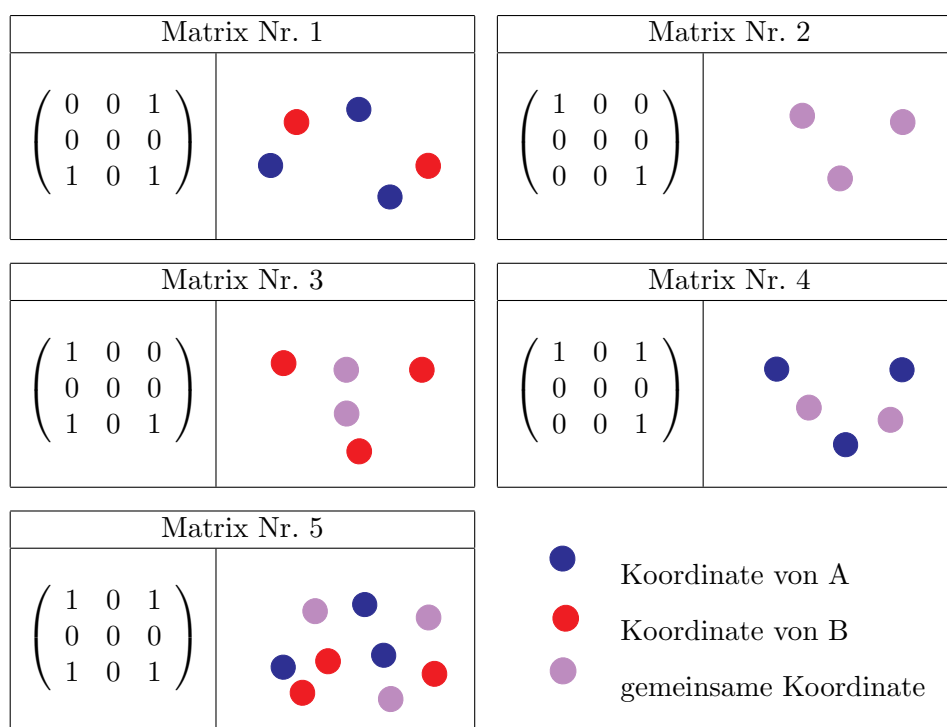 Matrix Nr. 1
0 0 1
0 0 0
1 0 1
Matrix Nr. 2
1 0 0
0 0 0
0 0 1
Matrix Nr. 3
1 0 0
0 0 0
1 0 1
Matrix Nr. 4
1 0 1
0 0 0
0 0 1
Matrix Nr. 5
1 0 1
0 0 0
1 0 1
Koordinate von A
Koordinate von B
gemeinsame Koordinate